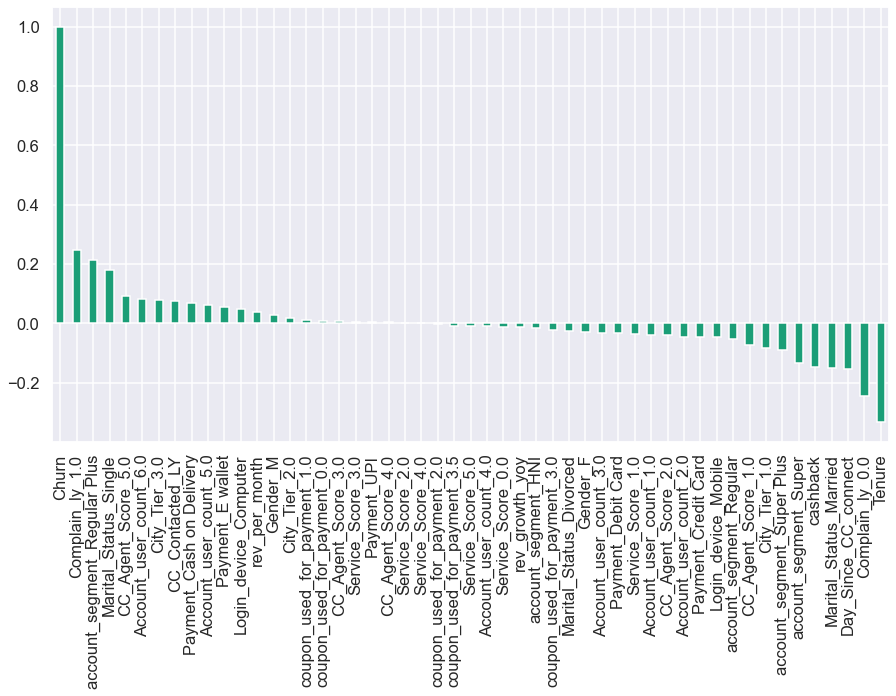 1.0
0.8
0.6
0.4
0.2
0.0
−0.2
Churn
Complain_ly_1.0
account_segment_Regular Plus
Marital_Status_Single
CC_Agent_Score_5.0
Account_user_count_6.0
City_Tier_3.0
CC_Contacted_LY
Payment_Cash on Delivery
Account_user_count_5.0
Payment_E wallet
Login_device_Computer
rev_per_month
Gender_M
City_Tier_2.0
coupon_used_for_payment_1.0
coupon_used_for_payment_0.0
CC_Agent_Score_3.0
Service_Score_3.0
Payment_UPI
CC_Agent_Score_4.0
Service_Score_2.0
Service_Score_4.0
coupon_used_for_payment_2.0
coupon_used_for_payment_3.5
Service_Score_5.0
Account_user_count_4.0
Service_Score_0.0
rev_growth_yoy
account_segment_HNI
coupon_used_for_payment_3.0
Marital_Status_Divorced
Gender_F
Account_user_count_3.0
Payment_Debit Card
Service_Score_1.0
Account_user_count_1.0
CC_Agent_Score_2.0
Account_user_count_2.0
Payment_Credit Card
Login_device_Mobile
account_segment_Regular
CC_Agent_Score_1.0
City_Tier_1.0
account_segment_Super Plus
account_segment_Super
cashback
Marital_Status_Married
Day_Since_CC_connect
Complain_ly_0.0
Tenure